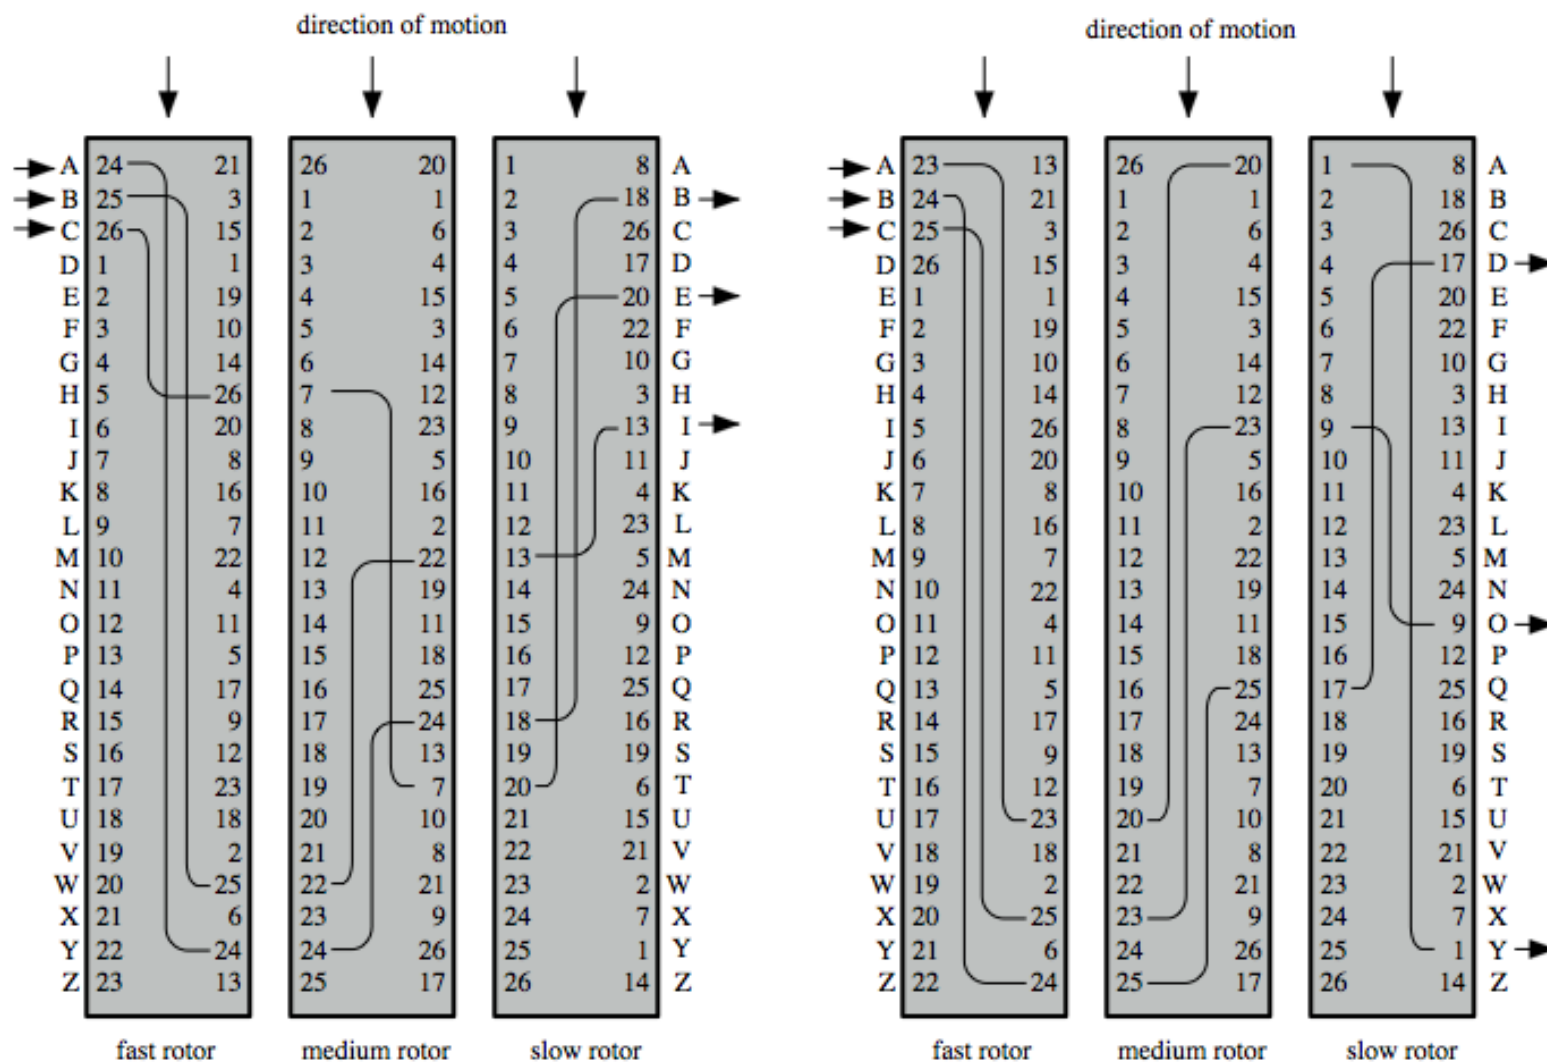 direction of motion direction of motion
A 24 21 26 20 1 8 A A 23 13 26 20 1 8 A
B 25 3 1 1 2 18 B B 24 21 1 1 2 18 B
C 26 15 2 6 3 26 C C 25 3 2 6 3 26 C
D 1 1 3 4 4 17 D D 26 15 3 4 4 17 D
E 2 19 4 15 5 20 E E 1 1 4 15 5 20 E
F 3 10 5 3 6 22 F F 2 19 5 3 6 22 F
G 4 14 6 14 7 10 G G 3 10 6 14 7 10 G
H 5 26 7 12 8 3 H H 4 14 7 12 8 3 H
I 6 20 8 23 9 13 I I 5 26 8 23 9 13 I
J 7 8 9 5 10 11 J J 6 20 9 5 10 11 J
K 8 16 10 16 11 4 K K 7 8 10 16 11 4 K
L 9 7 11 2 12 23 L L 8 16 11 2 12 23 L
M 10 22 12 22 13 5 M M 9 7 12 22 13 5 M
N 11 4 13 19 14 24 N N 10 22 13 19 14 24 N
O 12 11 14 11 15 9 O O 11 4 14 11 15 9 O
P 13 5 15 18 16 12 P P 12 11 15 18 16 12 P
Q 14 17 16 25 17 25 Q Q 13 5 16 25 17 25 Q
R 15 9 17 24 18 16 R R 14 17 17 24 18 16 R
S 16 12 18 13 19 19 S S 15 9 18 13 19 19 S
T 17 23 19 7 20 6 T T 16 12 19 7 20 6 T
U 18 18 20 10 21 15 U U 17 23 20 10 21 15 U
V 19 2 21 8 22 21 V V 18 18 21 8 22 21 V
W 20 25 22 21 23 2 W W 19 2 22 21 23 2 W
X 21 6 23 9 24 7 X X 20 25 23 9 24 7 X
Y 22 24 24 26 25 1 Y Y 21 6 24 26 25 1 Y
Z 23 13 25 17 26 14 Z Z 22 24 25 17 26 14 Z
fast rotor medium rotor slow rotor fast rotor medium rotor slow rotor